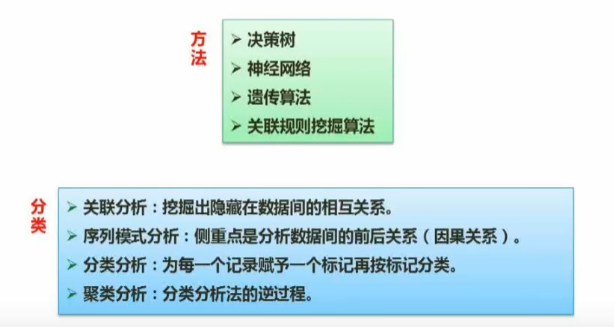 方法
决策树
神经网络
遗传算法
关联规则挖掘算法
分类
关联分析：挖掘出隐藏在数据间的相互关系。
序列模式分析：侧重点是分析数据间的前后关系（因果关系）。
分类分析：为每一个记录赋予一个标记再按标记分类。
聚类分析：分类分析法的逆过程。